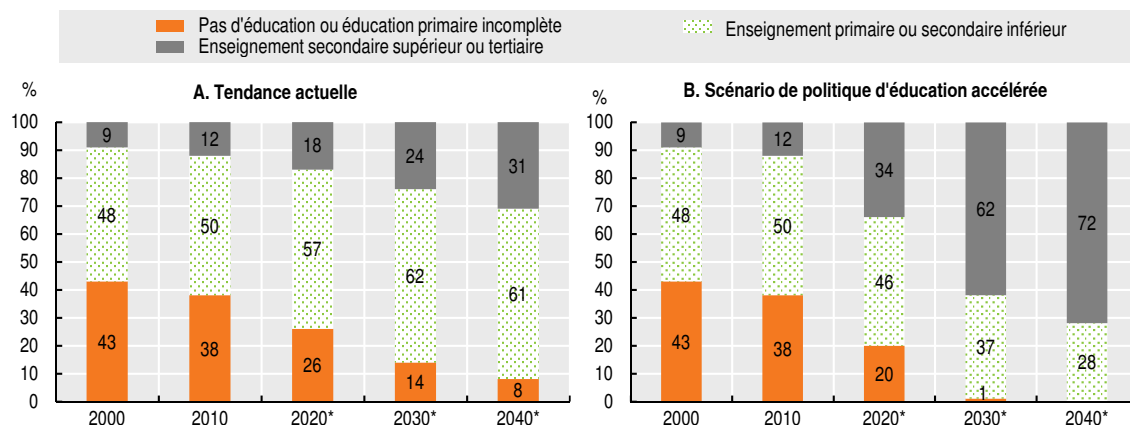 Pas d'éducation ou éducation primaire incomplète
Enseignement primaire ou secondaire inférieur
Enseignement secondaire supérieur ou tertiaire
A. Tendance actuelle
%
100
90
80
70
60
50
40
30
20
10
0
9 12 18 24 31
48 50 57 62 61
43 38 26 14 8
2000 2010 2020* 2030* 2040*
B. Scénario de politique d'éducation accélérée
%
100
90
80
70
60
50
40
30
20
10
0
9 12 34 62 72
48 50 46 37 28
43 38 20 1
2000 2010 2020* 2030* 2040*